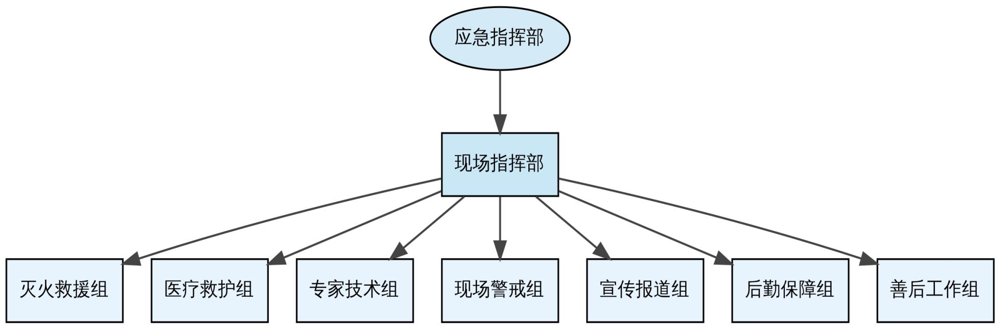 应急指挥部
现场指挥部
灭火救援组
医疗救护组
专家技术组
现场警戒组
宣传报道组
后勤保障组
善后工作组